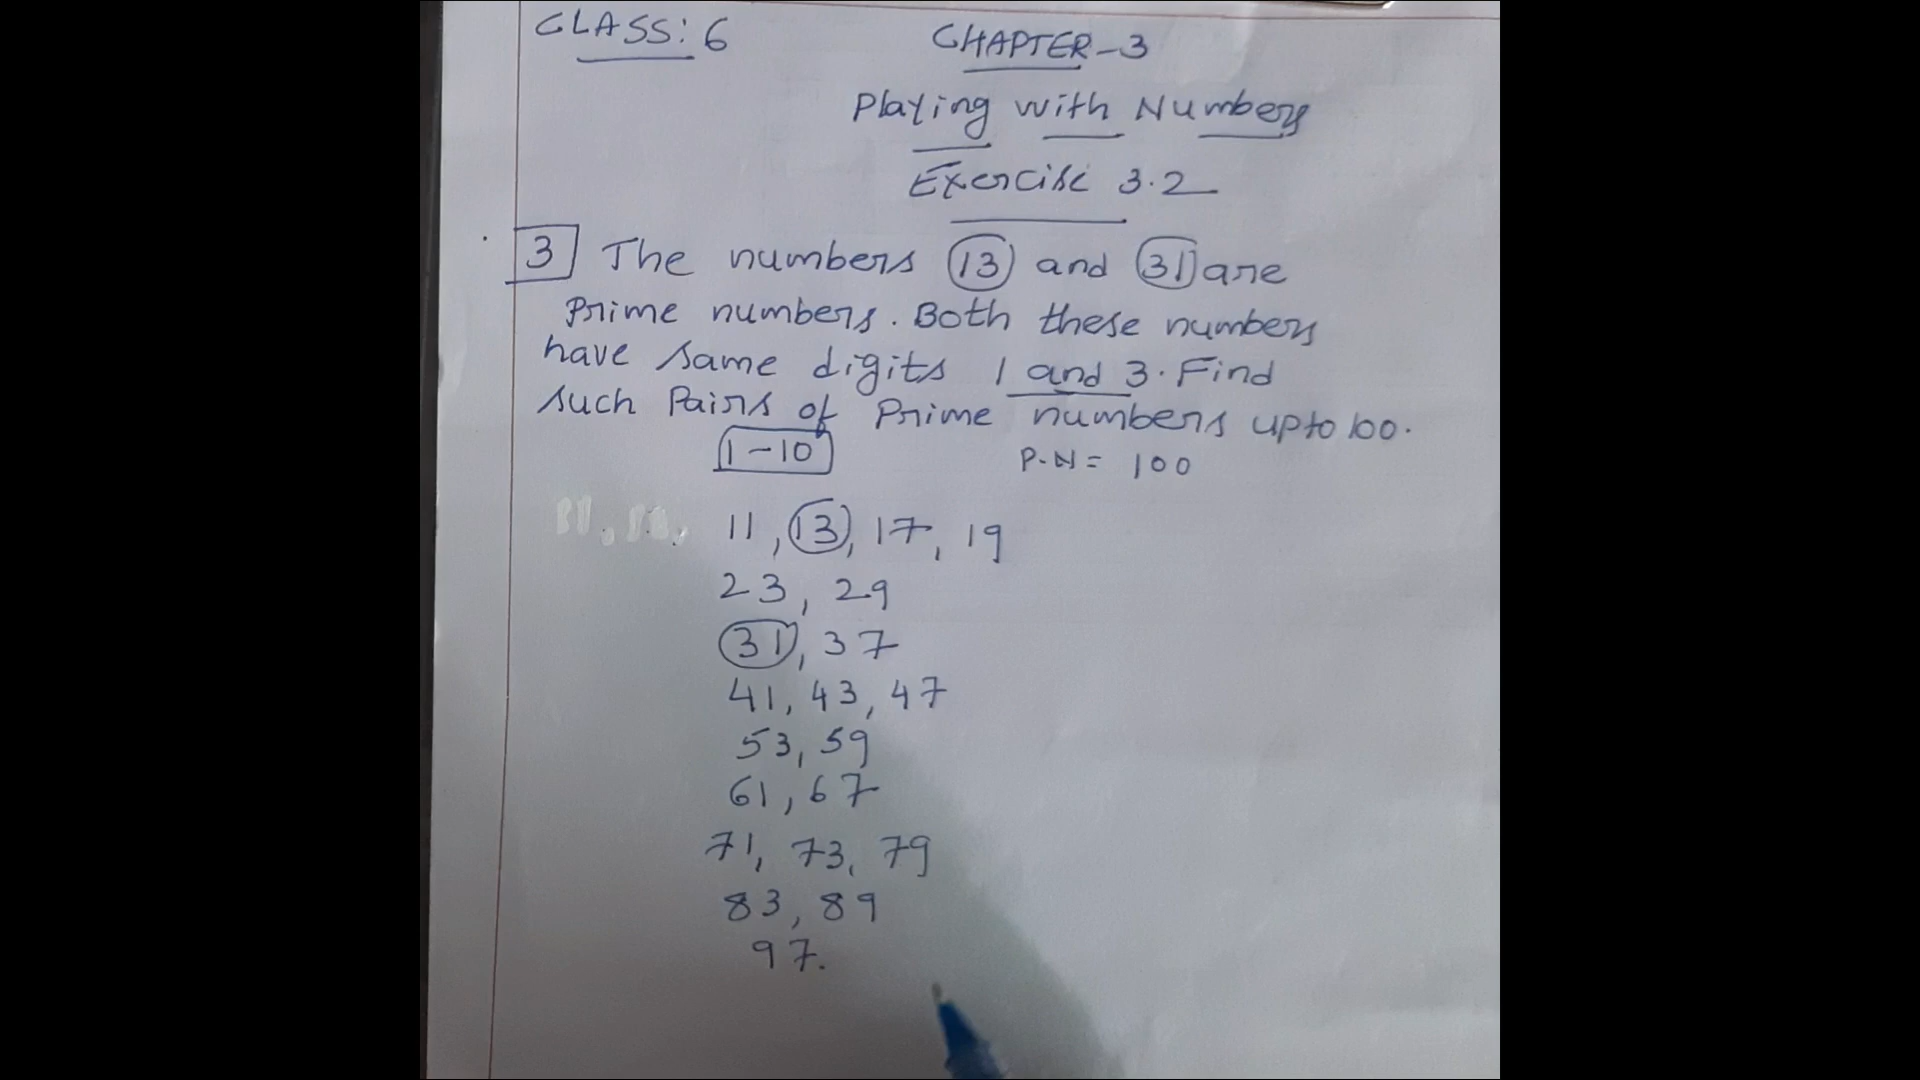 CLASS: 6
CHAPTER-3
Playing with Numbers
Exercise 3.2
3 The numbers 13 and 31 are
Prime numbers. Both these numbers
have same digits 1 and 3. Find
such Pairs of Prime numbers upto 100.
1-10 P.N = 100
11, 13, 17, 19
23, 29
31, 37
41, 43, 47
53, 59
61, 67
71, 73, 79
83, 89
97.